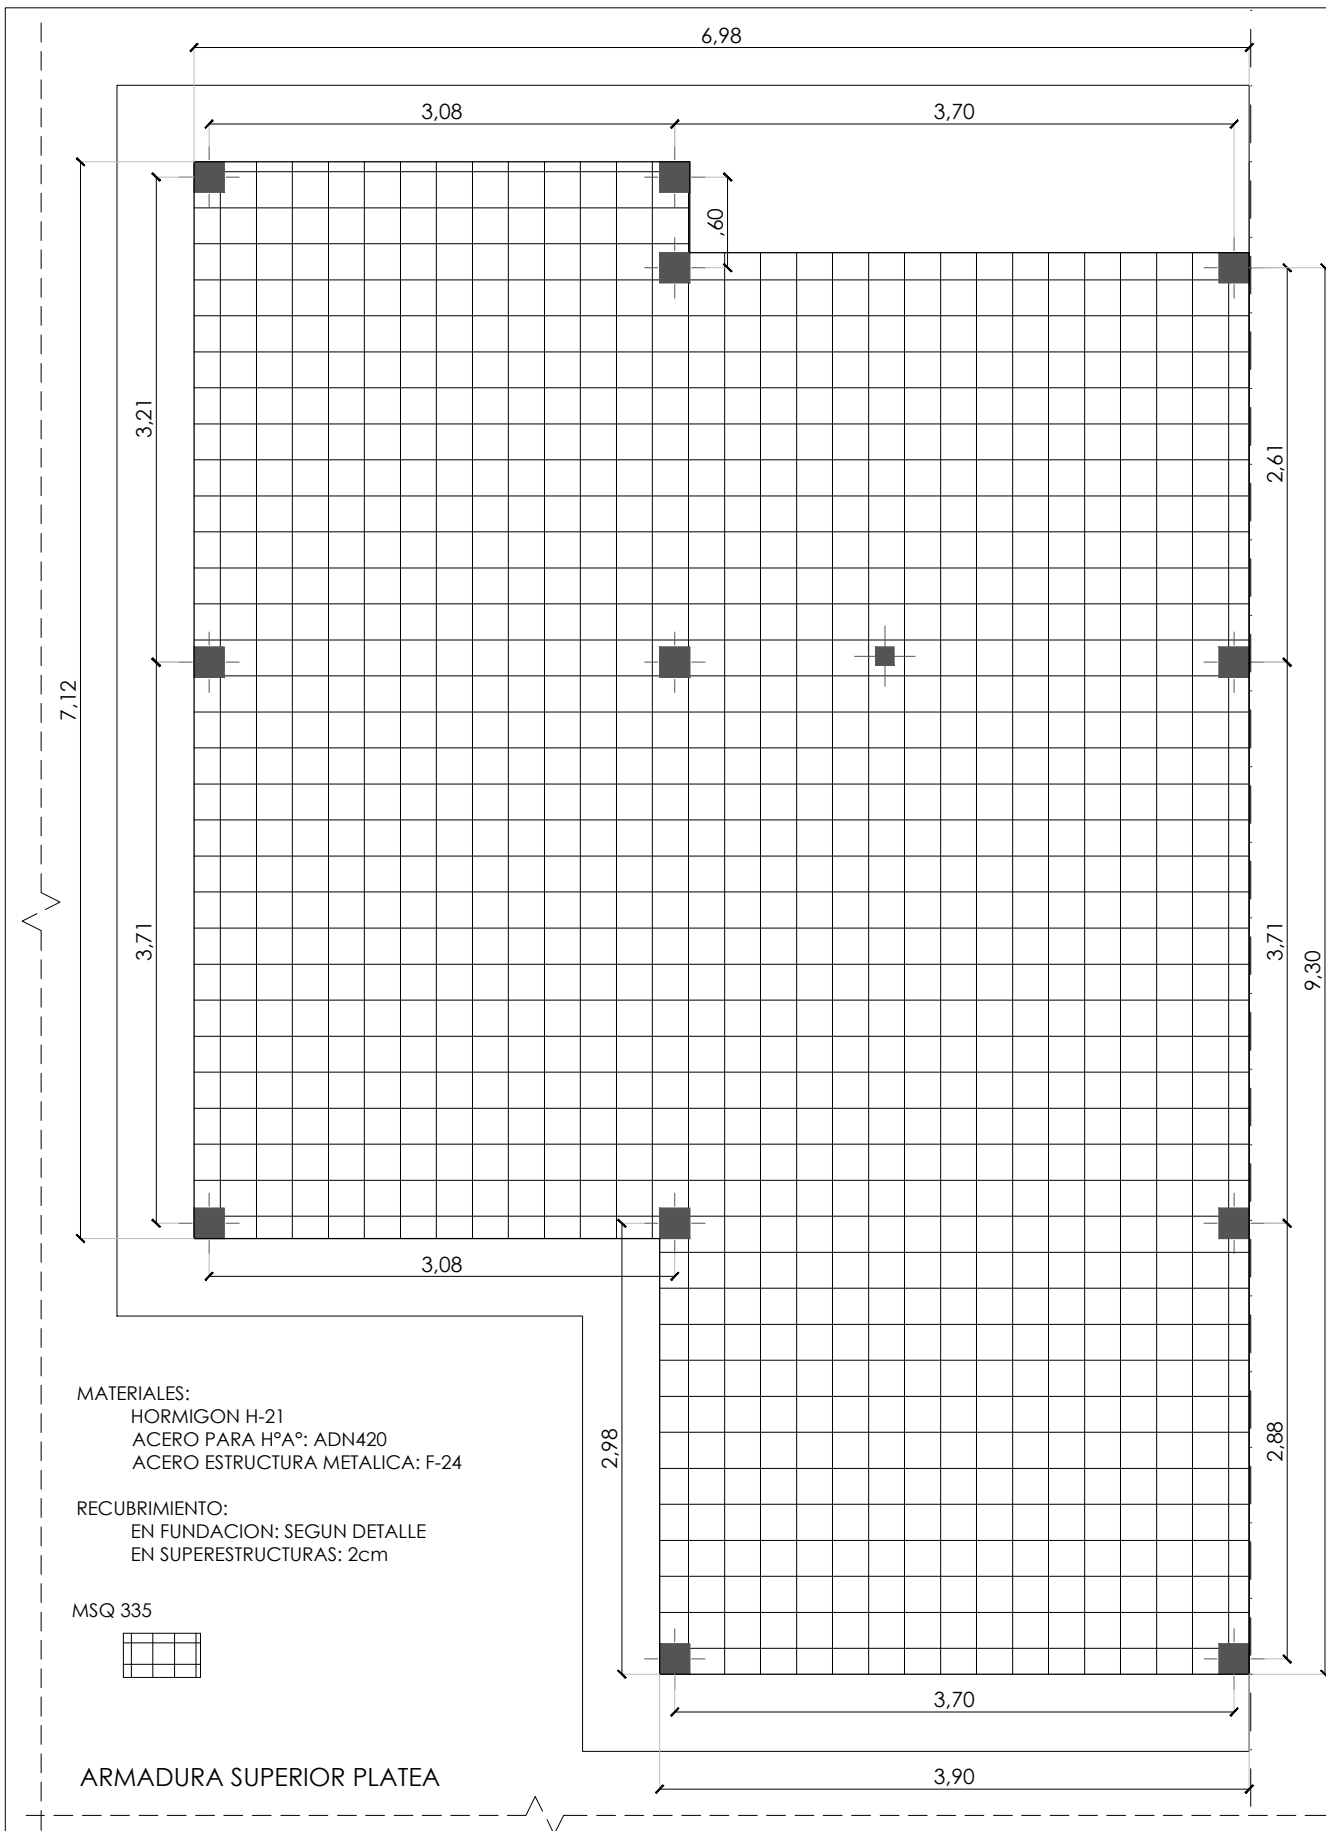 6,98
3,08
3,70
,60
3,21
2,61
7,12
3,71
3,71
9,30
3,08
MATERIALES:
HORMIGON H-21
ACERO PARA HºAº: ADN420
ACERO ESTRUCTURA METALICA: F-24
2,98
2,88
RECUBRIMIENTO:
EN FUNDACION: SEGUN DETALLE
EN SUPERESTRUCTURAS: 2cm
MSQ 335
3,70
ARMADURA SUPERIOR PLATEA
3,90